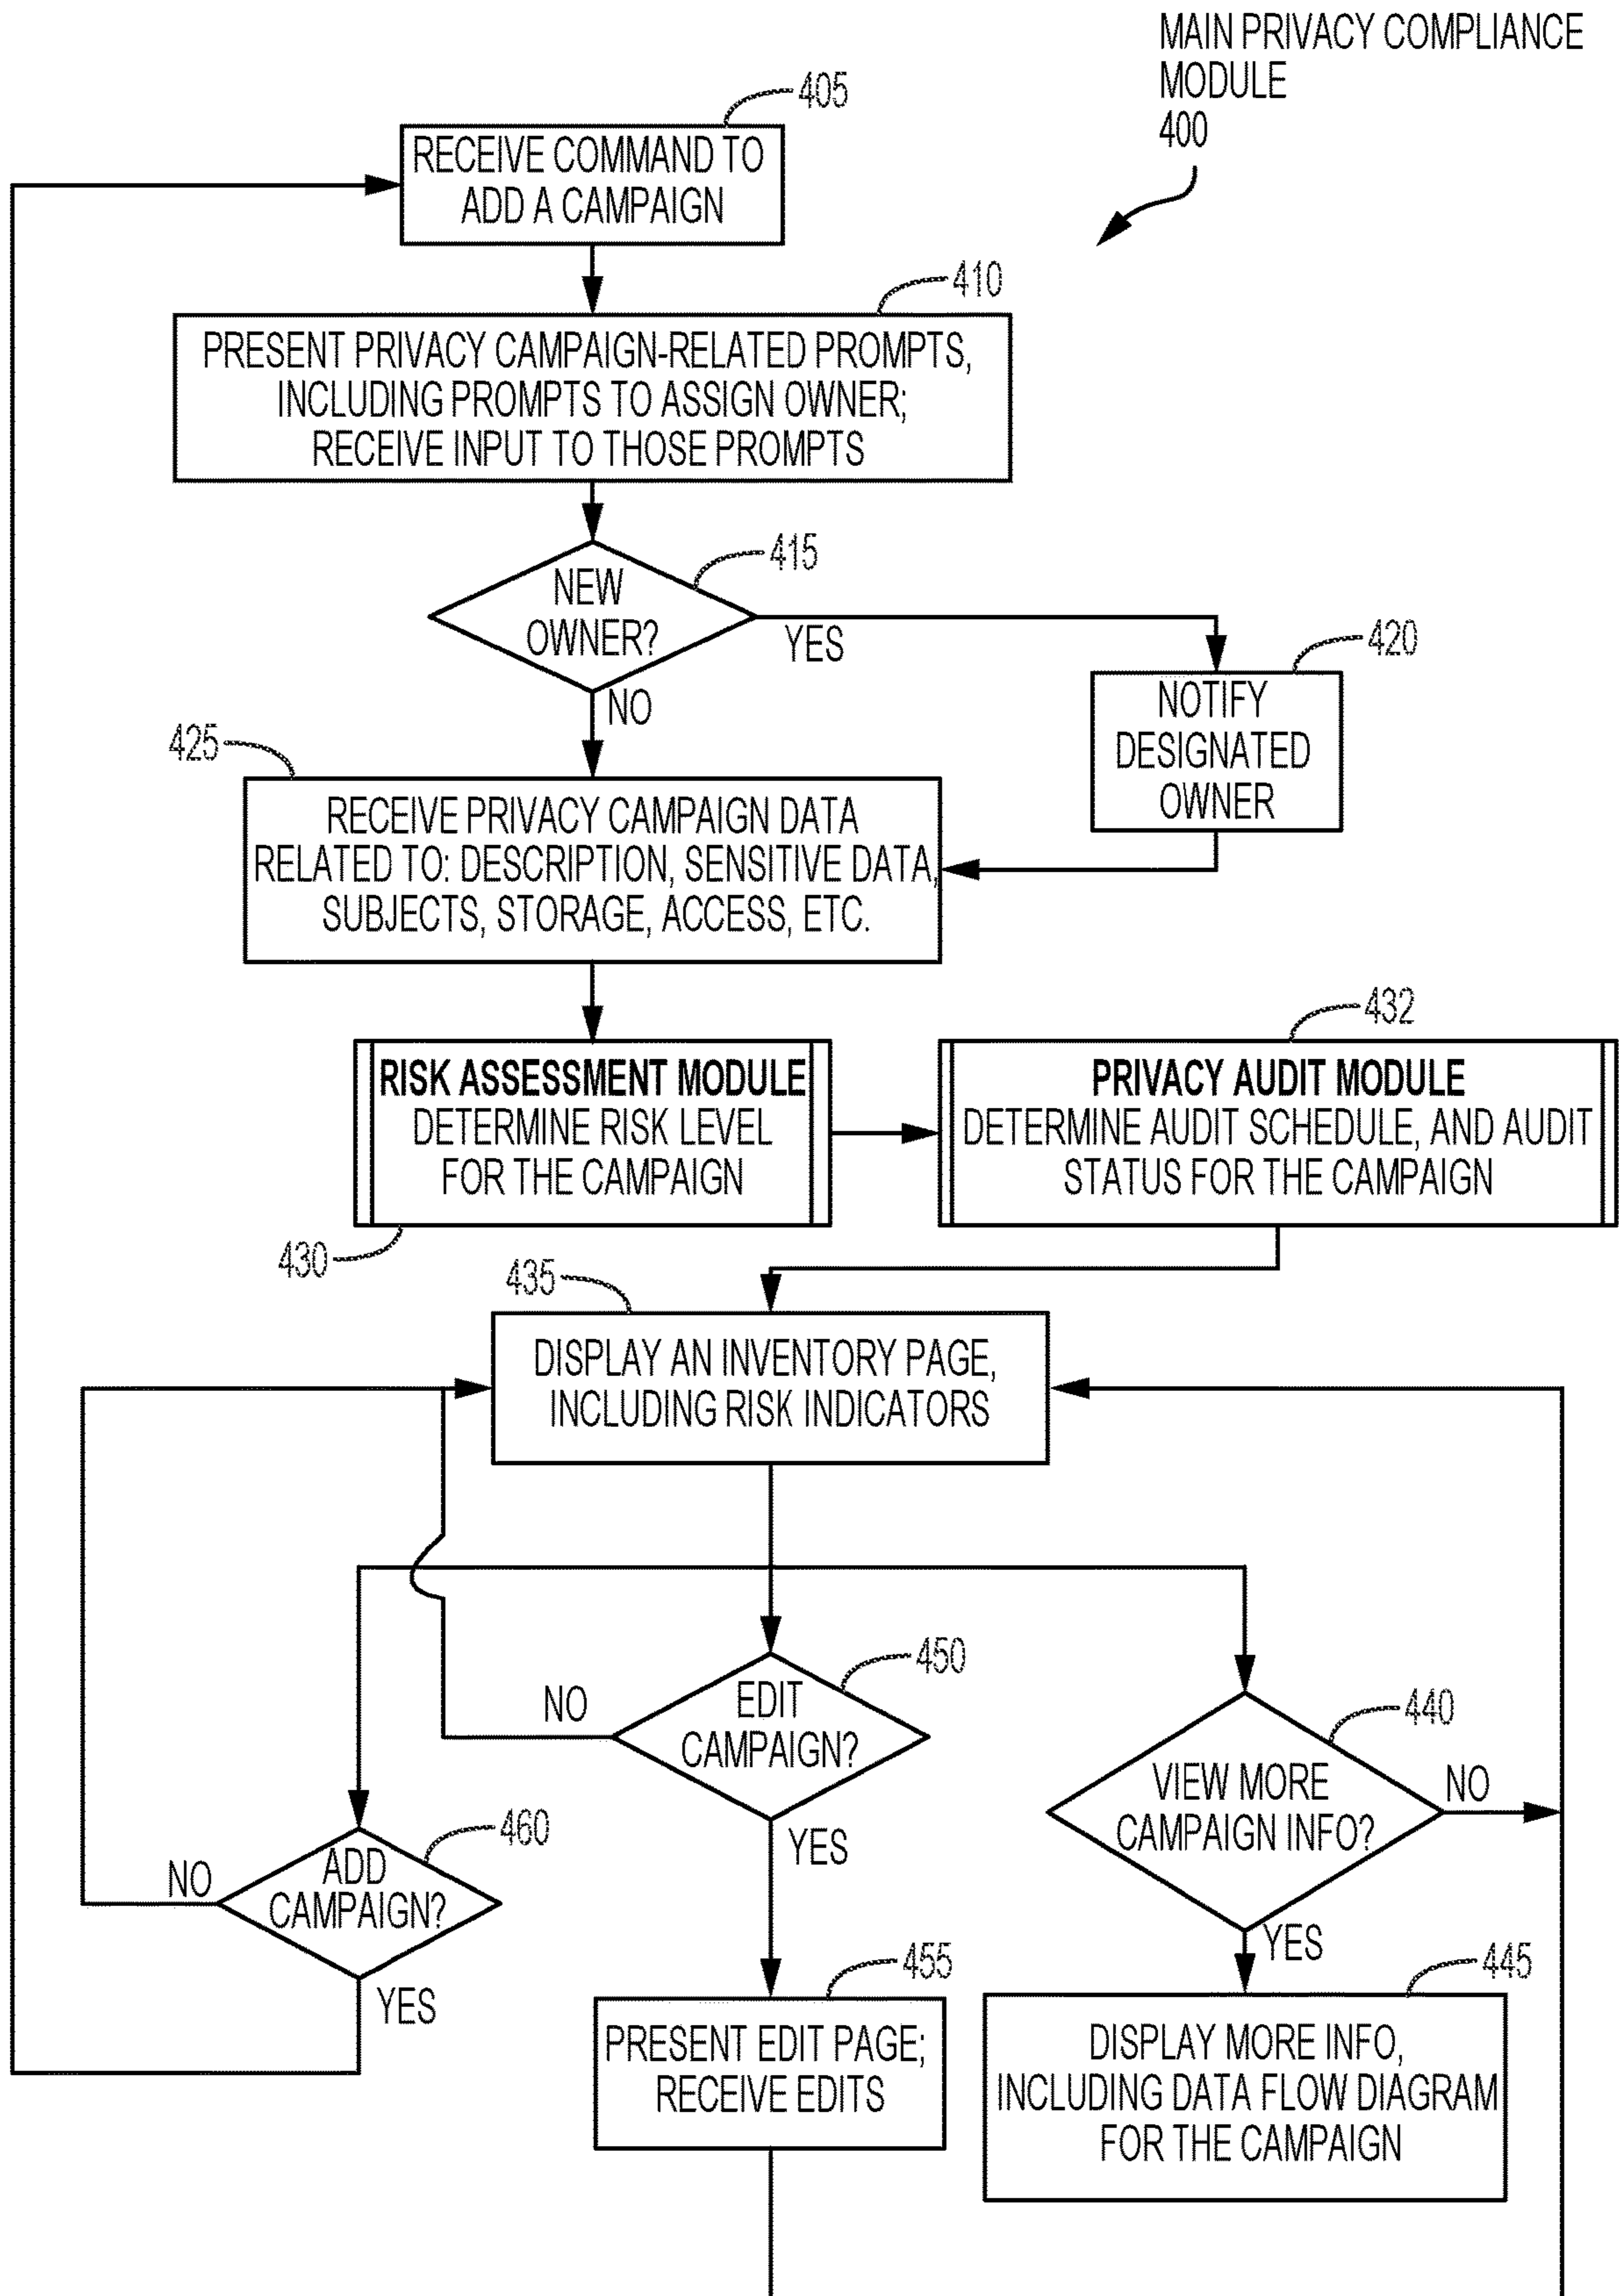 MAIN PRIVACY COMPLIANCE
MODULE
400
405
RECEIVE COMMAND TO
ADD A CAMPAIGN
410
PRESENT PRIVACY CAMPAIGN-RELATED PROMPTS,
INCLUDING PROMPTS TO ASSIGN OWNER;
RECEIVE INPUT TO THOSE PROMPTS
415
NEW
OWNER?
YES
NO
420
NOTIFY
DESIGNATED
OWNER
425
RECEIVE PRIVACY CAMPAIGN DATA
RELATED TO: DESCRIPTION, SENSITIVE DATA,
SUBJECTS, STORAGE, ACCESS, ETC.
RISK ASSESSMENT MODULE
DETERMINE RISK LEVEL
FOR THE CAMPAIGN
430
432
PRIVACY AUDIT MODULE
DETERMINE AUDIT SCHEDULE, AND AUDIT
STATUS FOR THE CAMPAIGN
435
DISPLAY AN INVENTORY PAGE,
INCLUDING RISK INDICATORS
450
EDIT
CAMPAIGN?
NO
YES
440
VIEW MORE
CAMPAIGN INFO?
NO
YES
460
ADD
CAMPAIGN?
NO
YES
455
PRESENT EDIT PAGE;
RECEIVE EDITS
445
DISPLAY MORE INFO,
INCLUDING DATA FLOW DIAGRAM
FOR THE CAMPAIGN